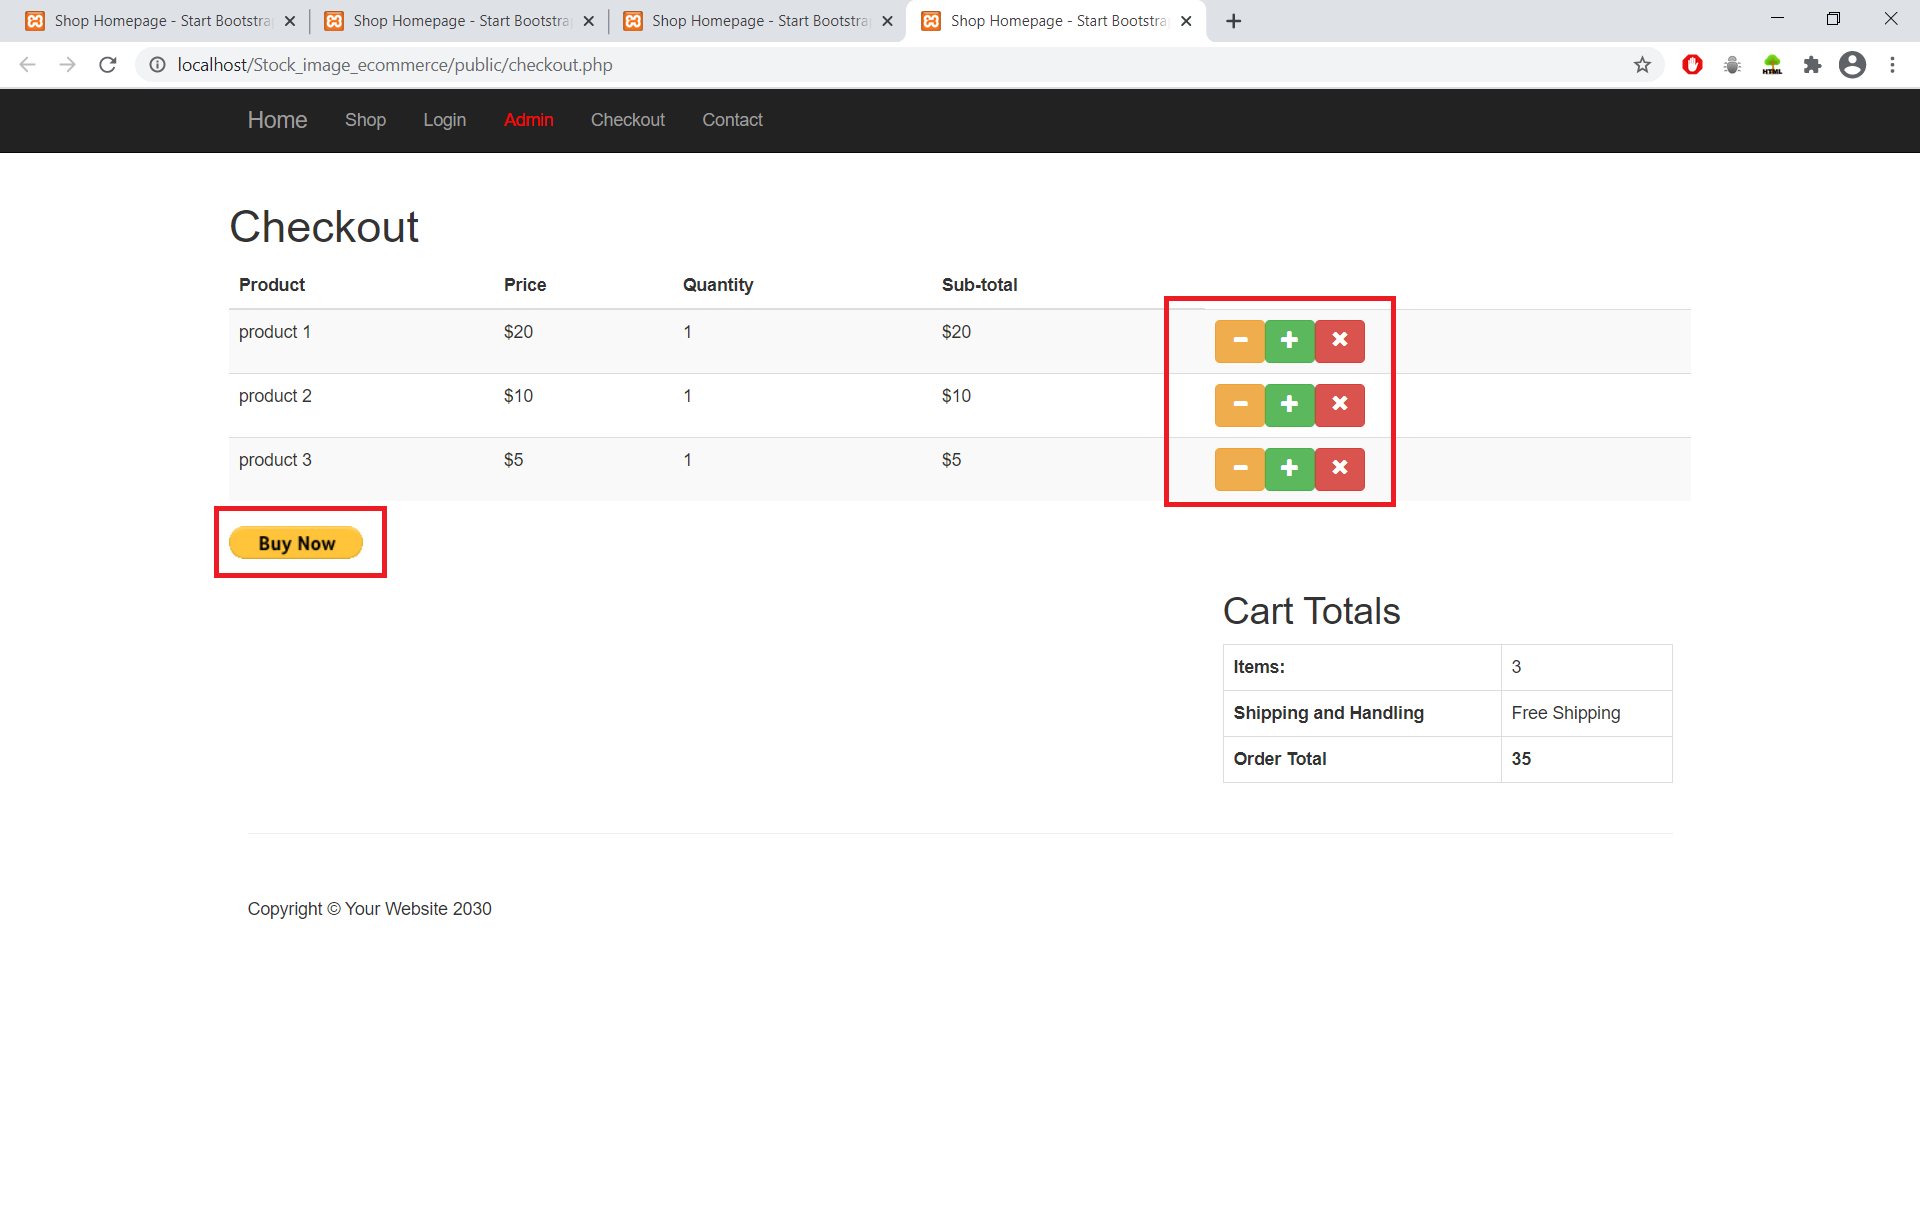 Shop Homepage - Start Bootstra Shop Homepage - Start Bootstra Shop Homepage - Start Bootstra Shop Homepage - Start Bootstra
localhost/Stock_image_ecommerce/public/checkout.php HTML
Home Shop Login Admin Checkout Contact
Checkout
Product Price Quantity Sub-total
product 1 $20 1 $20
product 2 $10 1 $10
product 3 $5 1 $5
Buy Now
Cart Totals
Items: 3
Shipping and Handling Free Shipping
Order Total 35
Copyright © Your Website 2030